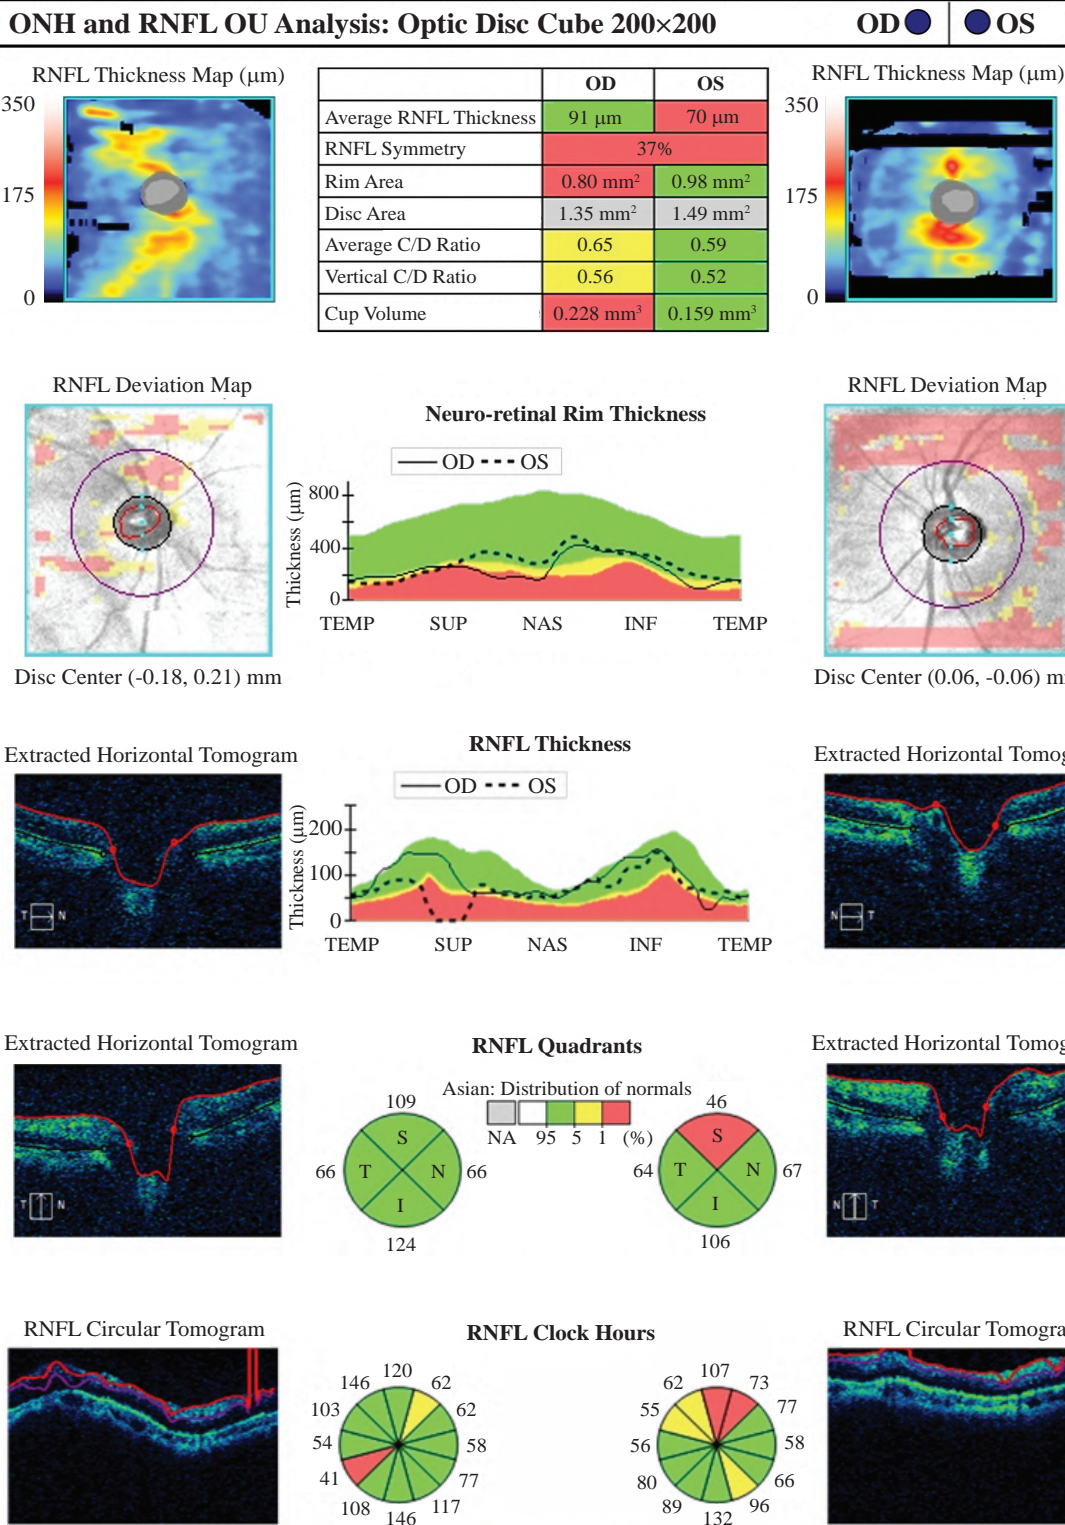 ONH and RNFL OU Analysis: Optic Disc Cube 200×200 OD OS
RNFL Thickness Map (μm)
350
175
0
OD OS
Average RNFL Thickness 91 μm 70 μm
RNFL Symmetry 37%
Rim Area 0.80 mm² 0.98 mm²
Disc Area 1.35 mm² 1.49 mm²
Average C/D Ratio 0.65 0.59
Vertical C/D Ratio 0.56 0.52
Cup Volume 0.228 mm³ 0.159 mm³
RNFL Thickness Map (μm)
350
175
0
RNFL Deviation Map
Disc Center (-0.18, 0.21) mm
Neuro-retinal Rim Thickness
OD OS
Thickness (μm)
800
400
0
TEMP SUP NAS INF TEMP
RNFL Deviation Map
Disc Center (0.06, -0.06) m
Extracted Horizontal Tomogram
T N
RNFL Thickness
OD OS
Thickness (μm)
200
100
0
TEMP SUP NAS INF TEMP
Extracted Horizontal Tomog
N T
Extracted Horizontal Tomogram
T N
RNFL Quadrants
Asian: Distribution of normals
NA 95 5 1 (%)
109
66 T S N 66
I
124
46
64 T S N 67
I
106
Extracted Horizontal Tomog
N T
RNFL Circular Tomogram
RNFL Clock Hours
120
146 62
103 62
54 58
41 77
108 117
146
107
62 73
55 77
56 58
80 66
89 96
132
RNFL Circular Tomogra